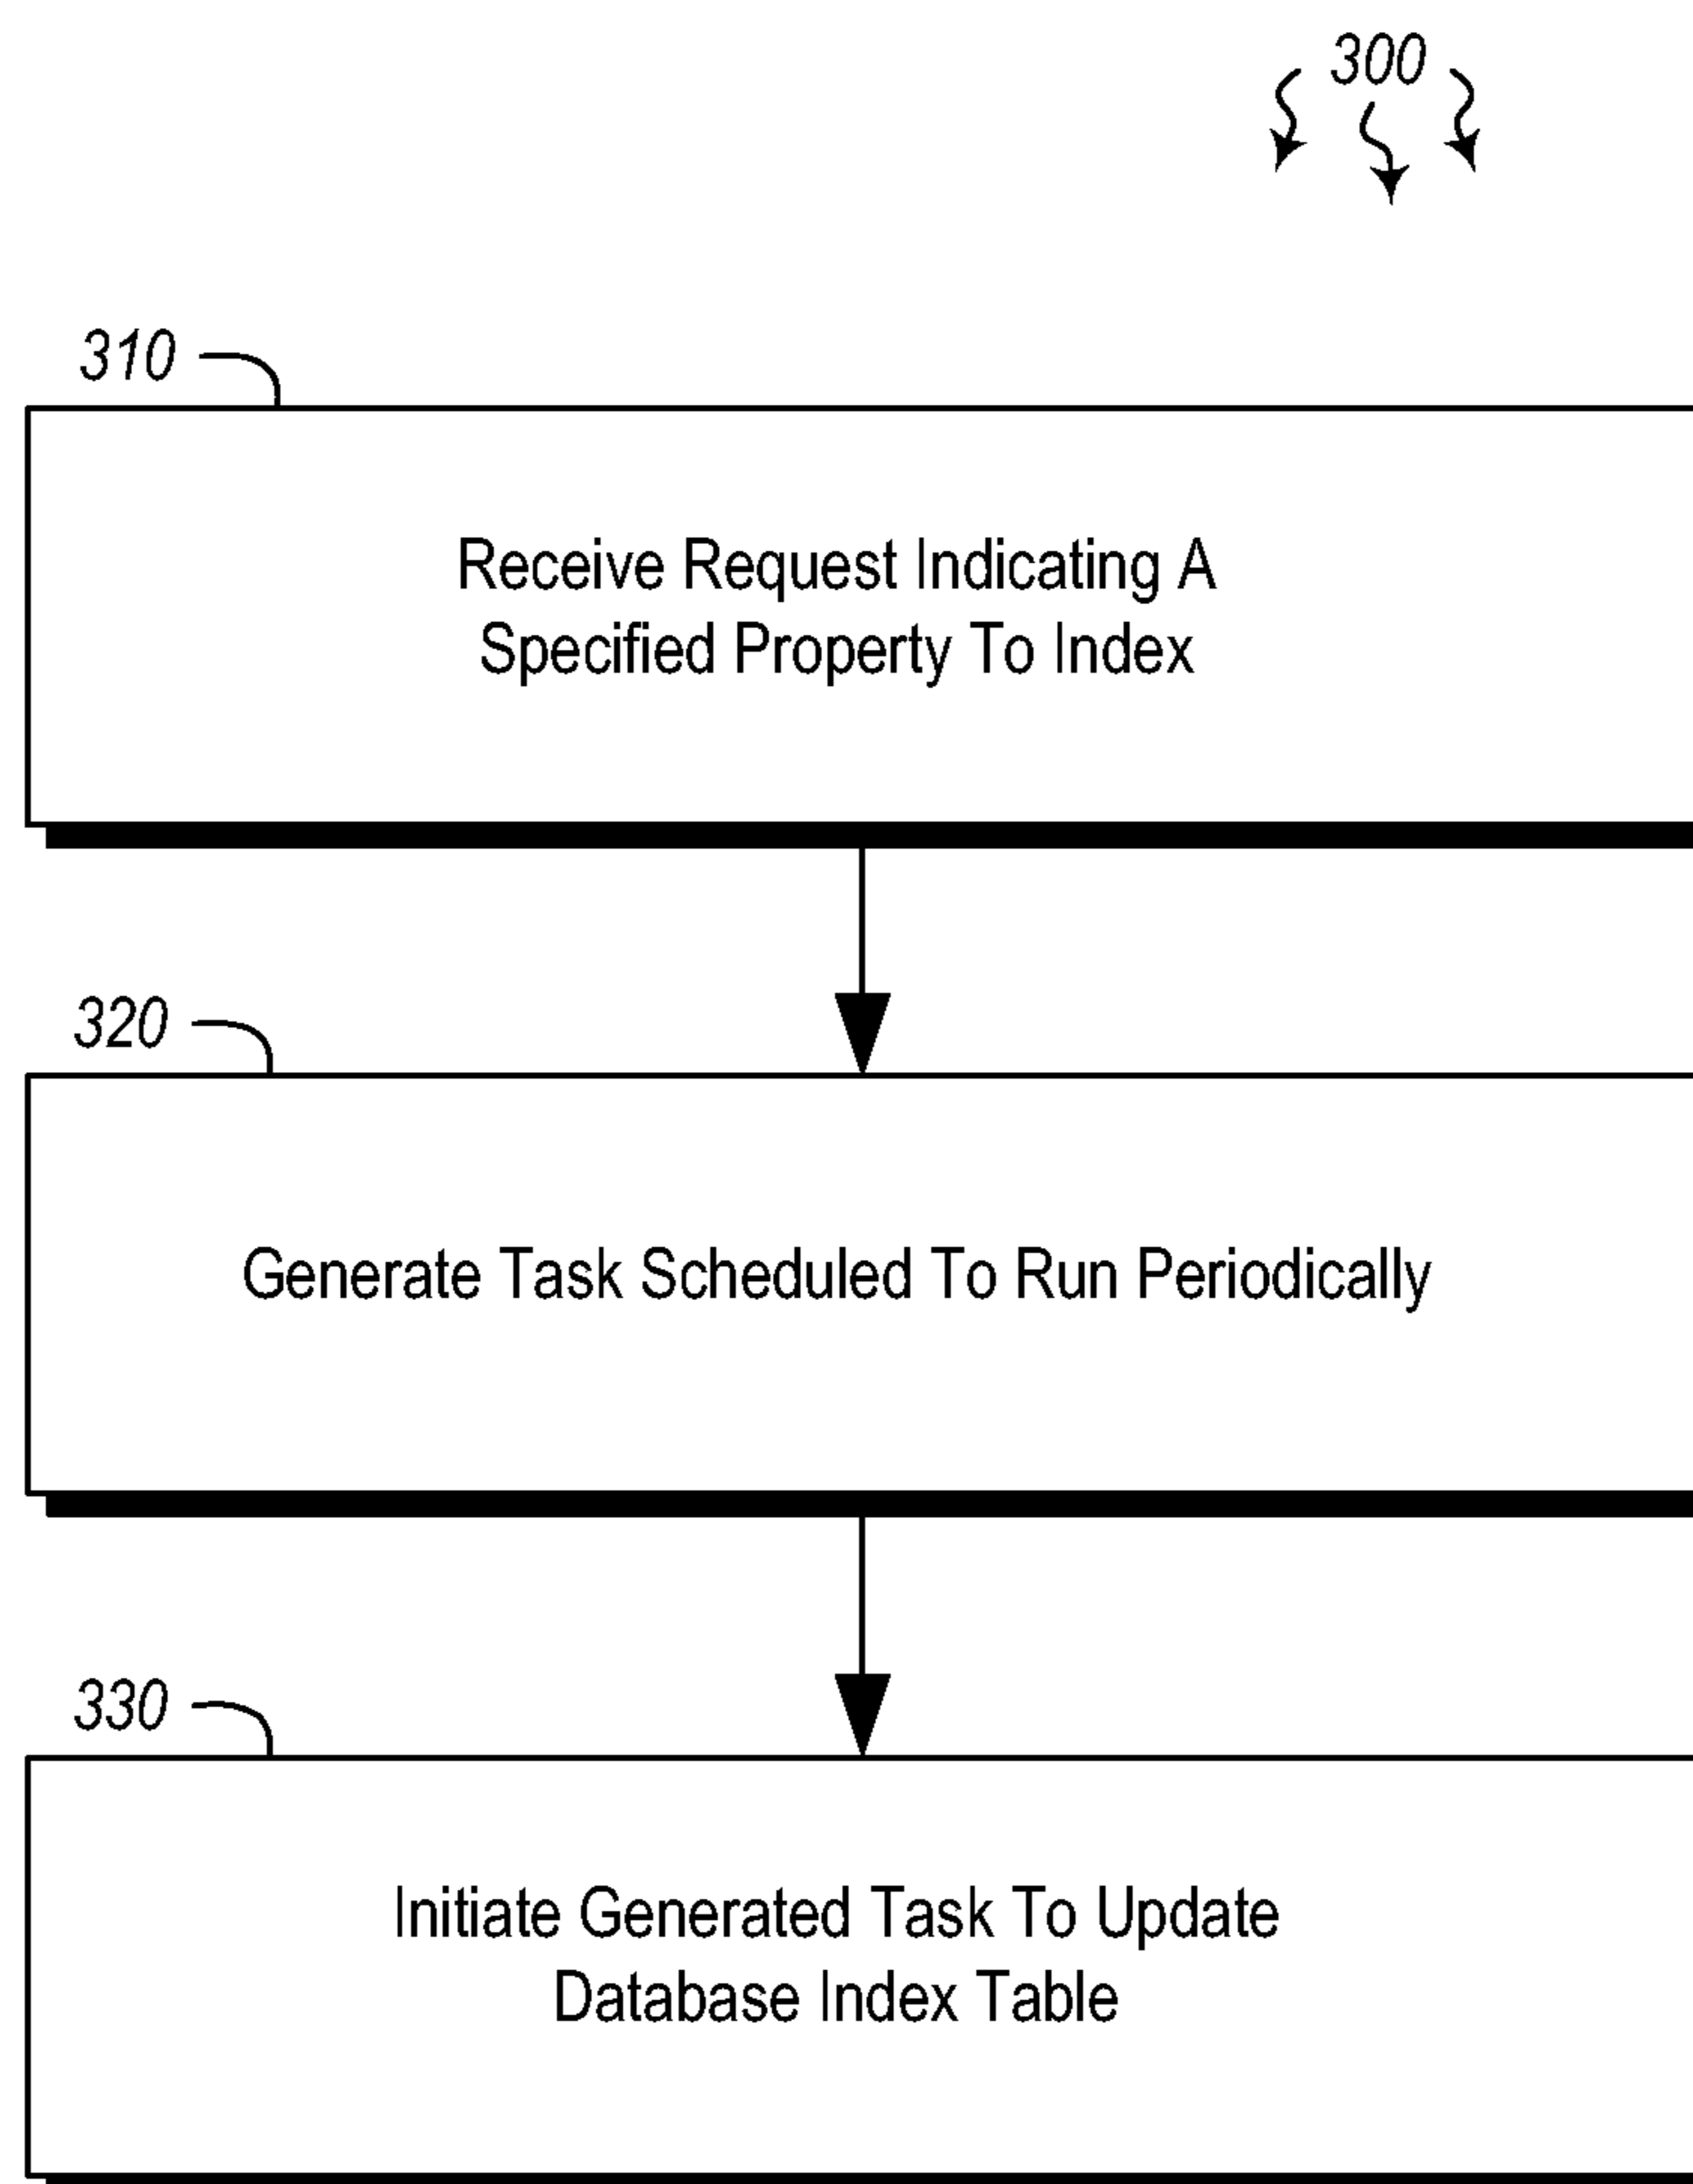 300
310
Receive Request Indicating A
Specified Property To Index
320
Generate Task Scheduled To Run Periodically
330
Initiate Generated Task To Update
Database Index Table